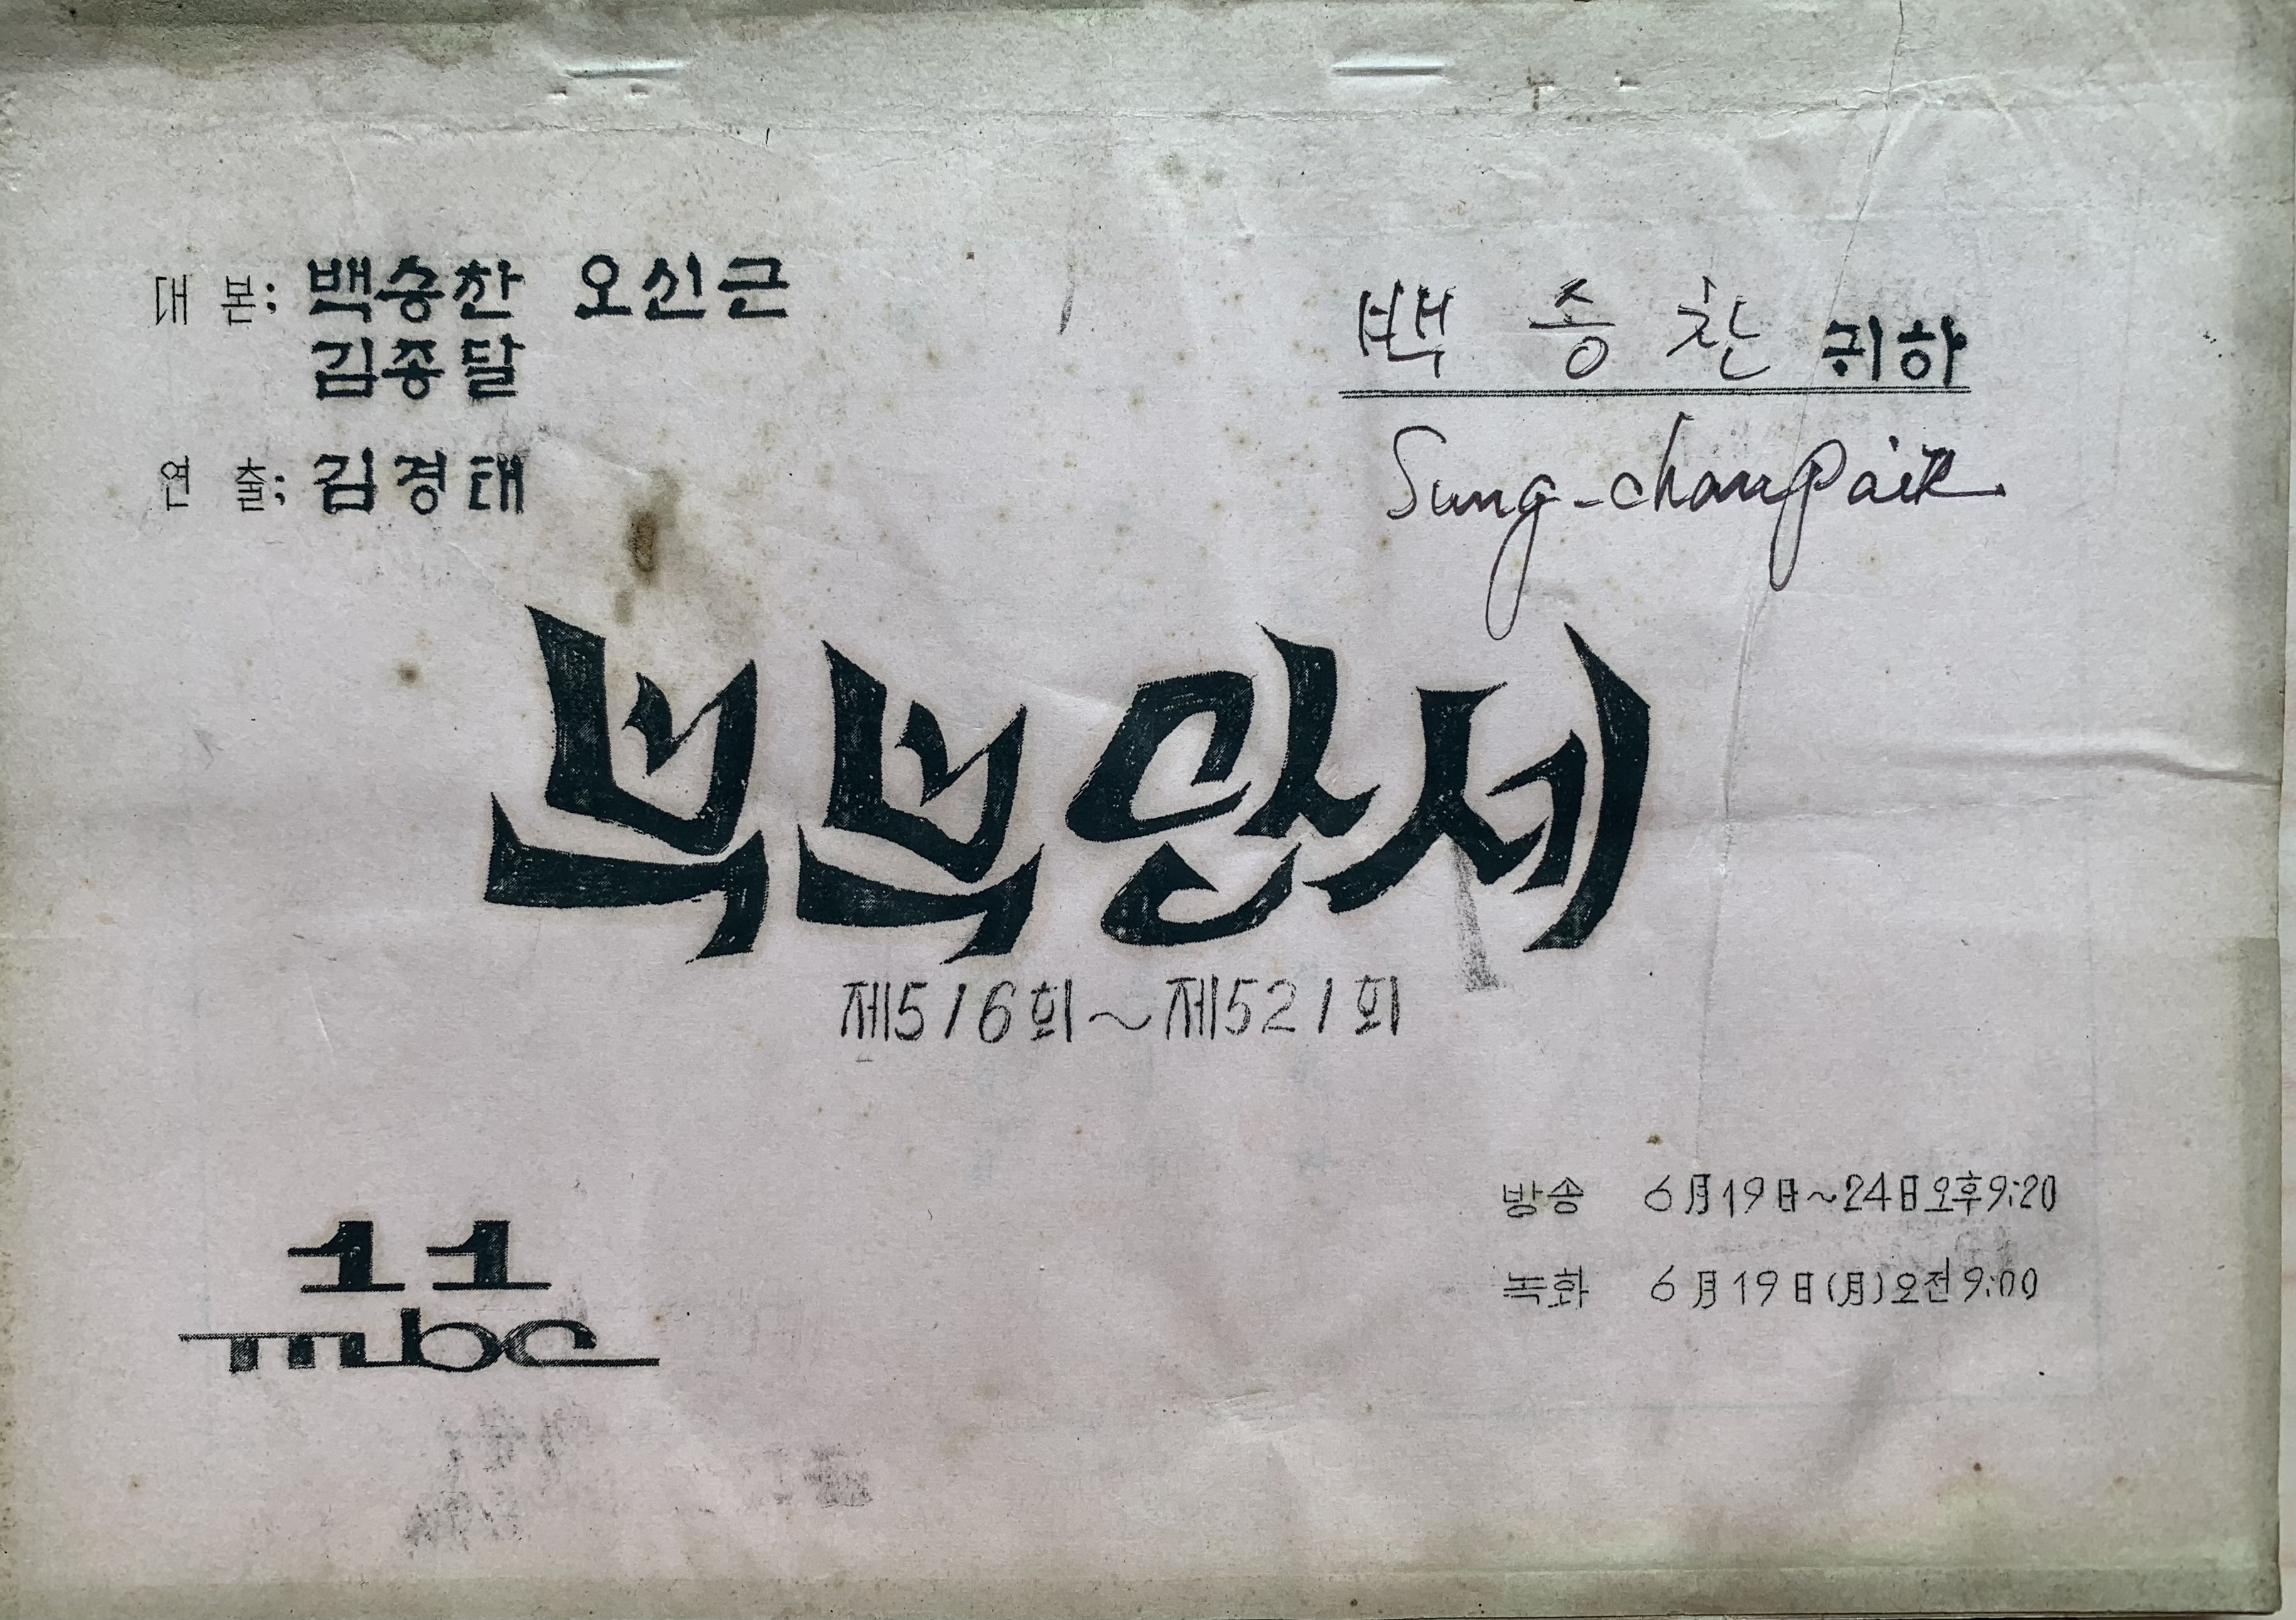 대 본: 백승찬 오신근
김종달
연 출: 김경태
백승찬 귀하
Sung-chan Paik
부부만세
제516회~제521회
방송 6月19日~24日오후9:20
녹화 6月19日(月)오전9:00
11
mbc